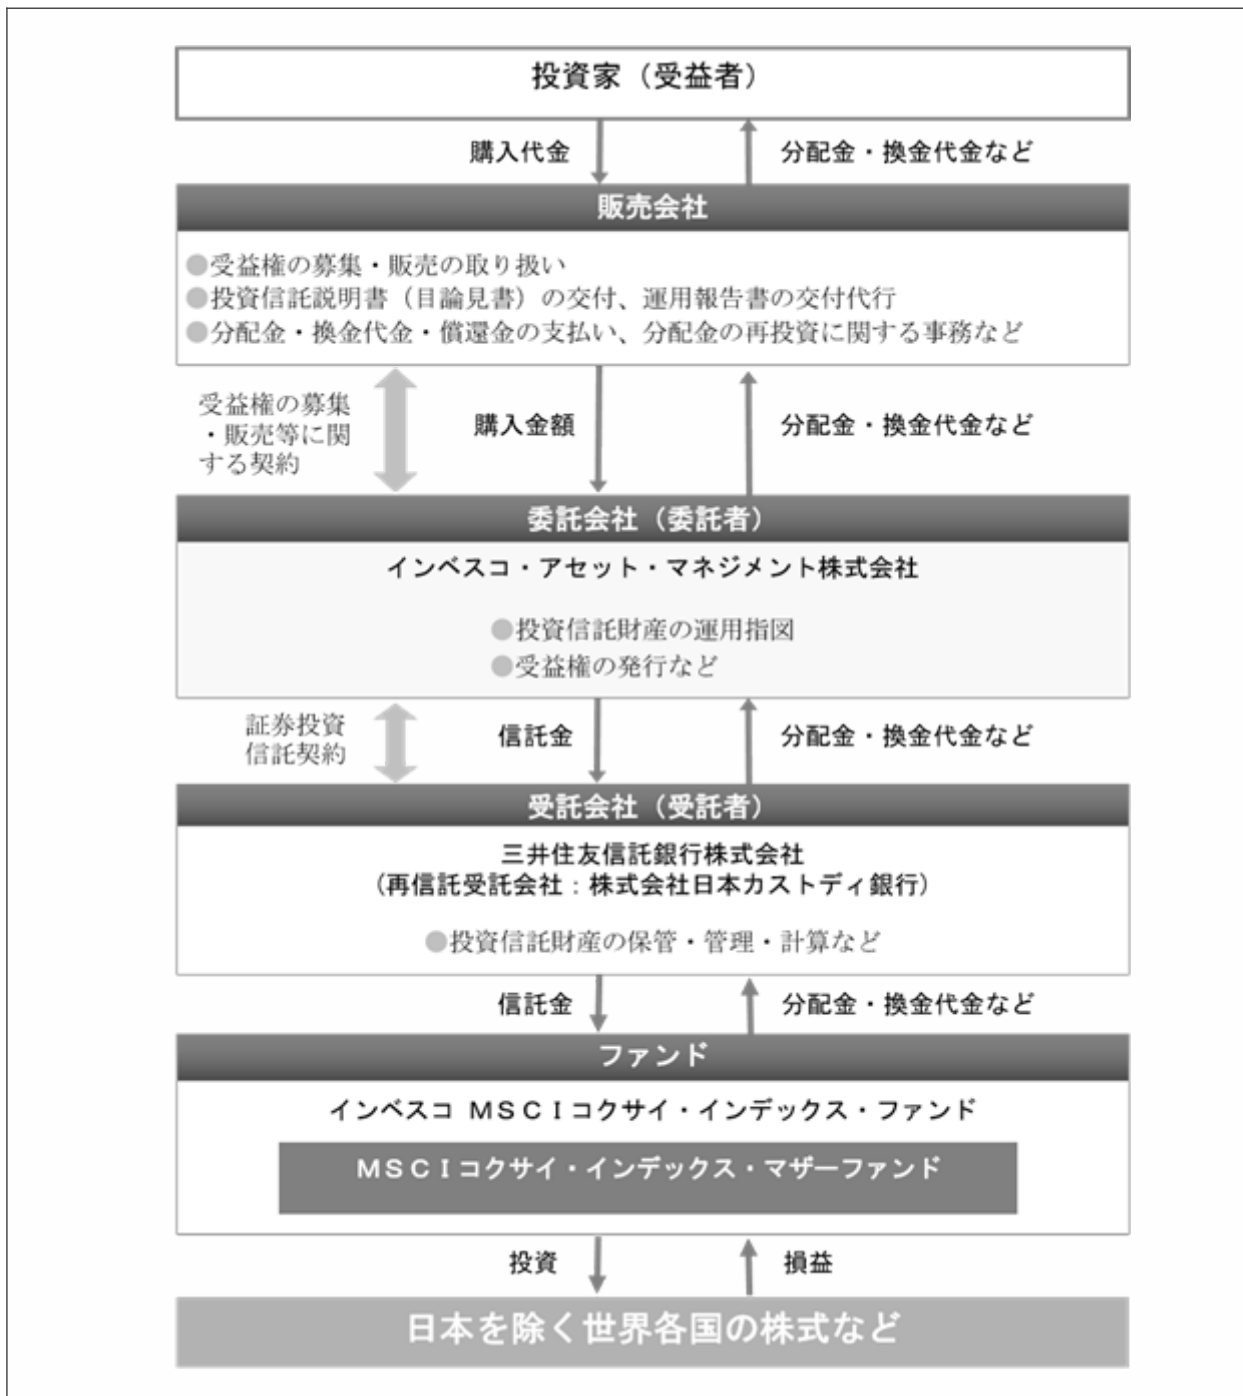 投資家（受益者）
購入代金
分配金・換金代金など
販売会社
●受益権の募集・販売の取り扱い
●投資信託説明書（目論見書）の交付、運用報告書の交付代行
●分配金・換金代金・償還金の支払い、分配金の再投資に関する事務など
受益権の募集
・販売等に関
する契約
購入金額
分配金・換金代金など
委託会社（委託者）
インベスコ・アセット・マネジメント株式会社
●投資信託財産の運用指図
●受益権の発行など
証券投資
信託契約
信託金
分配金・換金代金など
受託会社（受託者）
三井住友信託銀行株式会社
（再信託受託会社：株式会社日本カストディ銀行）
●投資信託財産の保管・管理・計算など
信託金
分配金・換金代金など
ファンド
インベスコ ＭＳＣＩコクサイ・インデックス・ファンド
ＭＳＣＩコクサイ・インデックス・マザーファンド
投資
損益
日本を除く世界各国の株式など